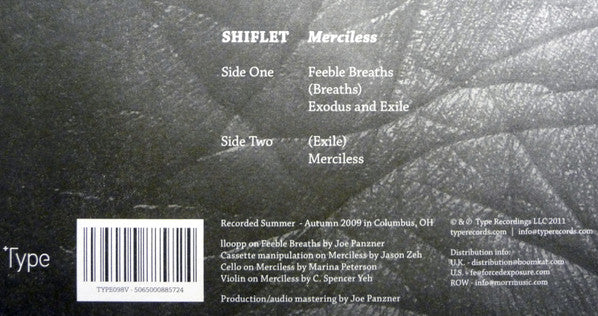 SHIFLET Merciless
Side One Feeble Breaths
(Breaths)
Exodus and Exile
Side Two (Exile)
Merciless
Recorded Summer - Autumn 2009 in Columbus, OH
lloopp on Feeble Breaths by Joe Panzner
Cassette manipulation on Merciless by Jason Zeh
Cello on Merciless by Marina Peterson
Violin on Merciless by C. Spencer Yeh
Production/audio mastering by Joe Panzner
© & ℗ Type Recordings LLC 2011
typerecords.com | info@typerecords.com
Distribution info:
U.K. - distribution@boomkat.com
U.S. - fe@forcedexposure.com
ROW - info@morrmusic.com
+Type
TYPE098V - 5065000885724